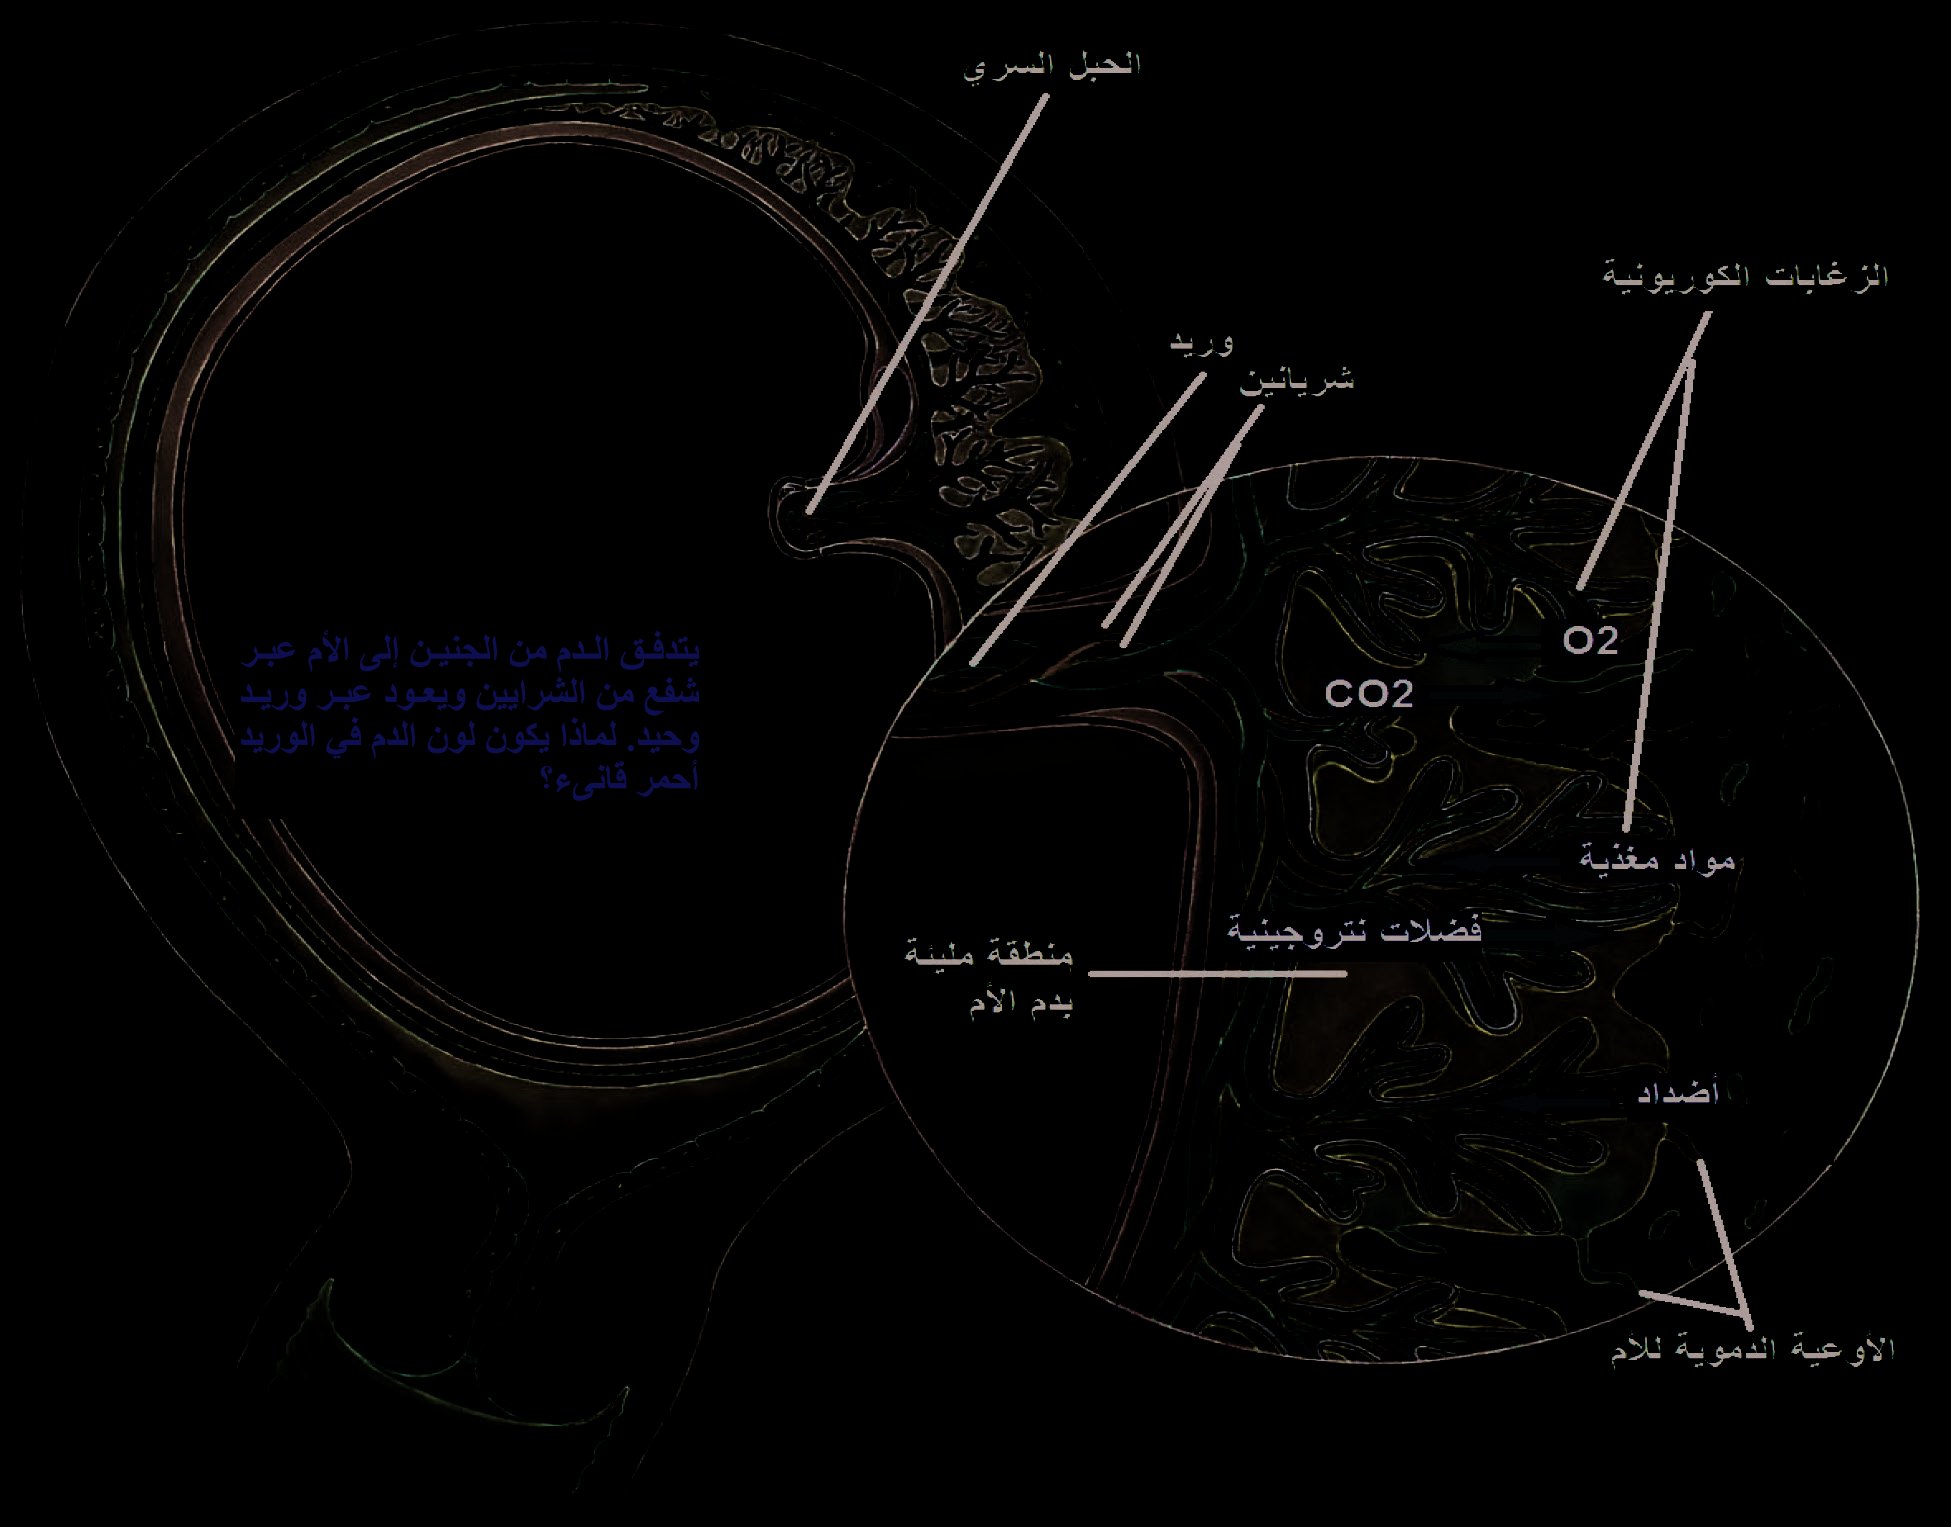 الحبل السري
الزغابات الكوريونية
وريد
شريانين
O2
CO2
يتدفق الدم من الجنين إلى الأم عبر
شفع من الشرايين ويعود عبر وريد
وحيد. لماذا يكون لون الدم في الوريد
أحمر قانىء؟
مواد مغذية
فضلات نتروجينية
منطقة مليئة
بدم الأم
أضداد
الأوعية الدموية للأم